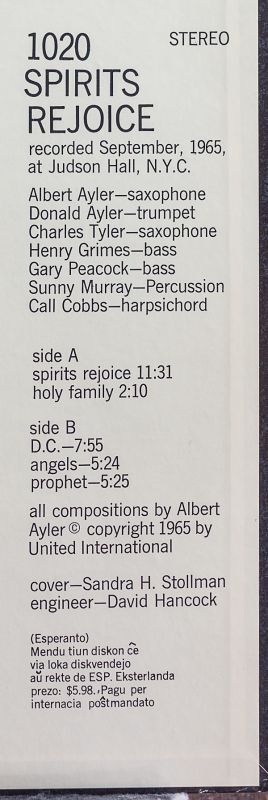 1020
STEREO
SPIRITS
REJOICE
recorded September, 1965,
at Judson Hall, N.Y.C.
Albert Ayler—saxophone
Donald Ayler—trumpet
Charles Tyler—saxophone
Henry Grimes—bass
Gary Peacock—bass
Sunny Murray—Percussion
Call Cobbs—harpsichord
side A
spirits rejoice 11:31
holy family 2:10
side B
D.C.—7:55
angels—5:24
prophet—5:25
all compositions by Albert
Ayler © copyright 1965 by
United International
cover—Sandra H. Stollman
engineer—David Hancock
(Esperanto)
Mendu tiun diskon ĉe
via loka diskvendejo
aŭ rekte de ESP. Eksterlanda
prezo: $5.98. Pagu per
internacia poŝtmandato